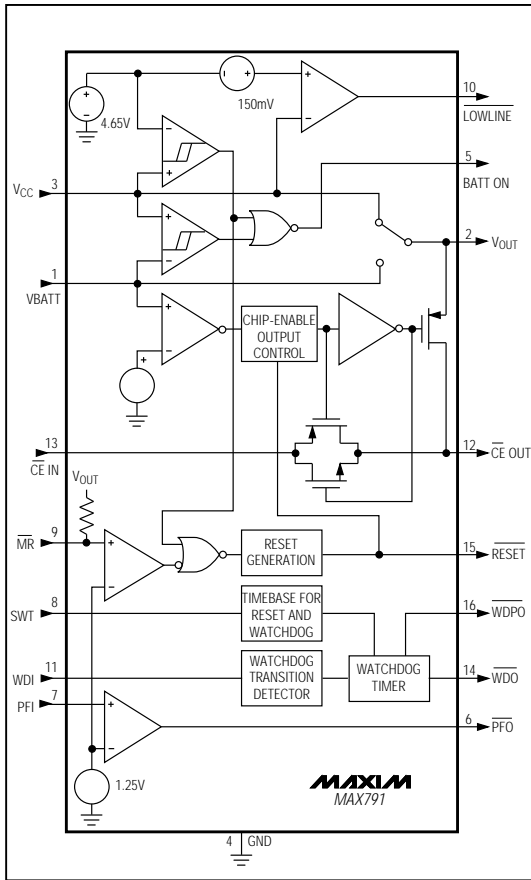 4.65V
150mV
10
LOWLINE
5
BATT ON
3
VCC
2
VOUT
1
VBATT
CHIP-ENABLE
OUTPUT
CONTROL
13
CE IN
12
CE OUT
VOUT
9
MR
RESET
GENERATION
15
RESET
8
SWT
TIMEBASE FOR
RESET AND
WATCHDOG
16
WDPO
11
WDI
WATCHDOG
TRANSITION
DETECTOR
WATCHDOG
TIMER
14
WDO
7
PFI
6
PFO
1.25V
MAXIM
MAX791
4 GND